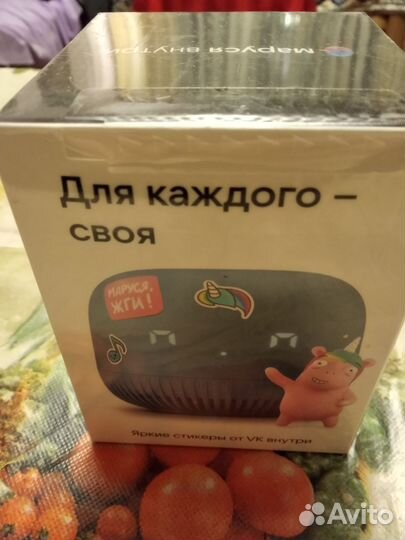 маруся внутри
Для каждого –
своя
МАРУСЯ,
ЖГИ!
Яркие стикеры от VK внутри
Avito